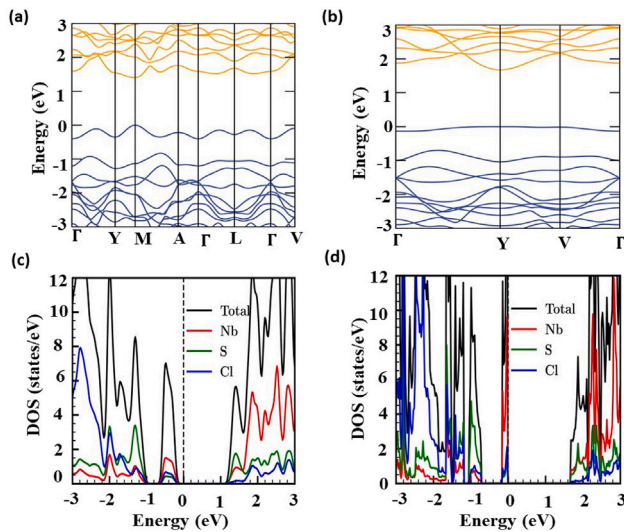 (a)
(b)
3
2
1
0
-1
-2
-3
Energy (eV)
Γ Y M A Γ L Γ V
3
2
1
0
-1
-2
-3
Energy (eV)
Γ Y V Γ
(c)
(d)
12
10
8
6
4
2
0
DOS (states/eV)
Total
Nb
S
Cl
-3 -2 -1 0 1 2 3
Energy (eV)
12
10
8
6
4
2
0
DOS (states/eV)
Total
Nb
S
Cl
-3 -2 -1 0 1 2 3
Energy (eV)